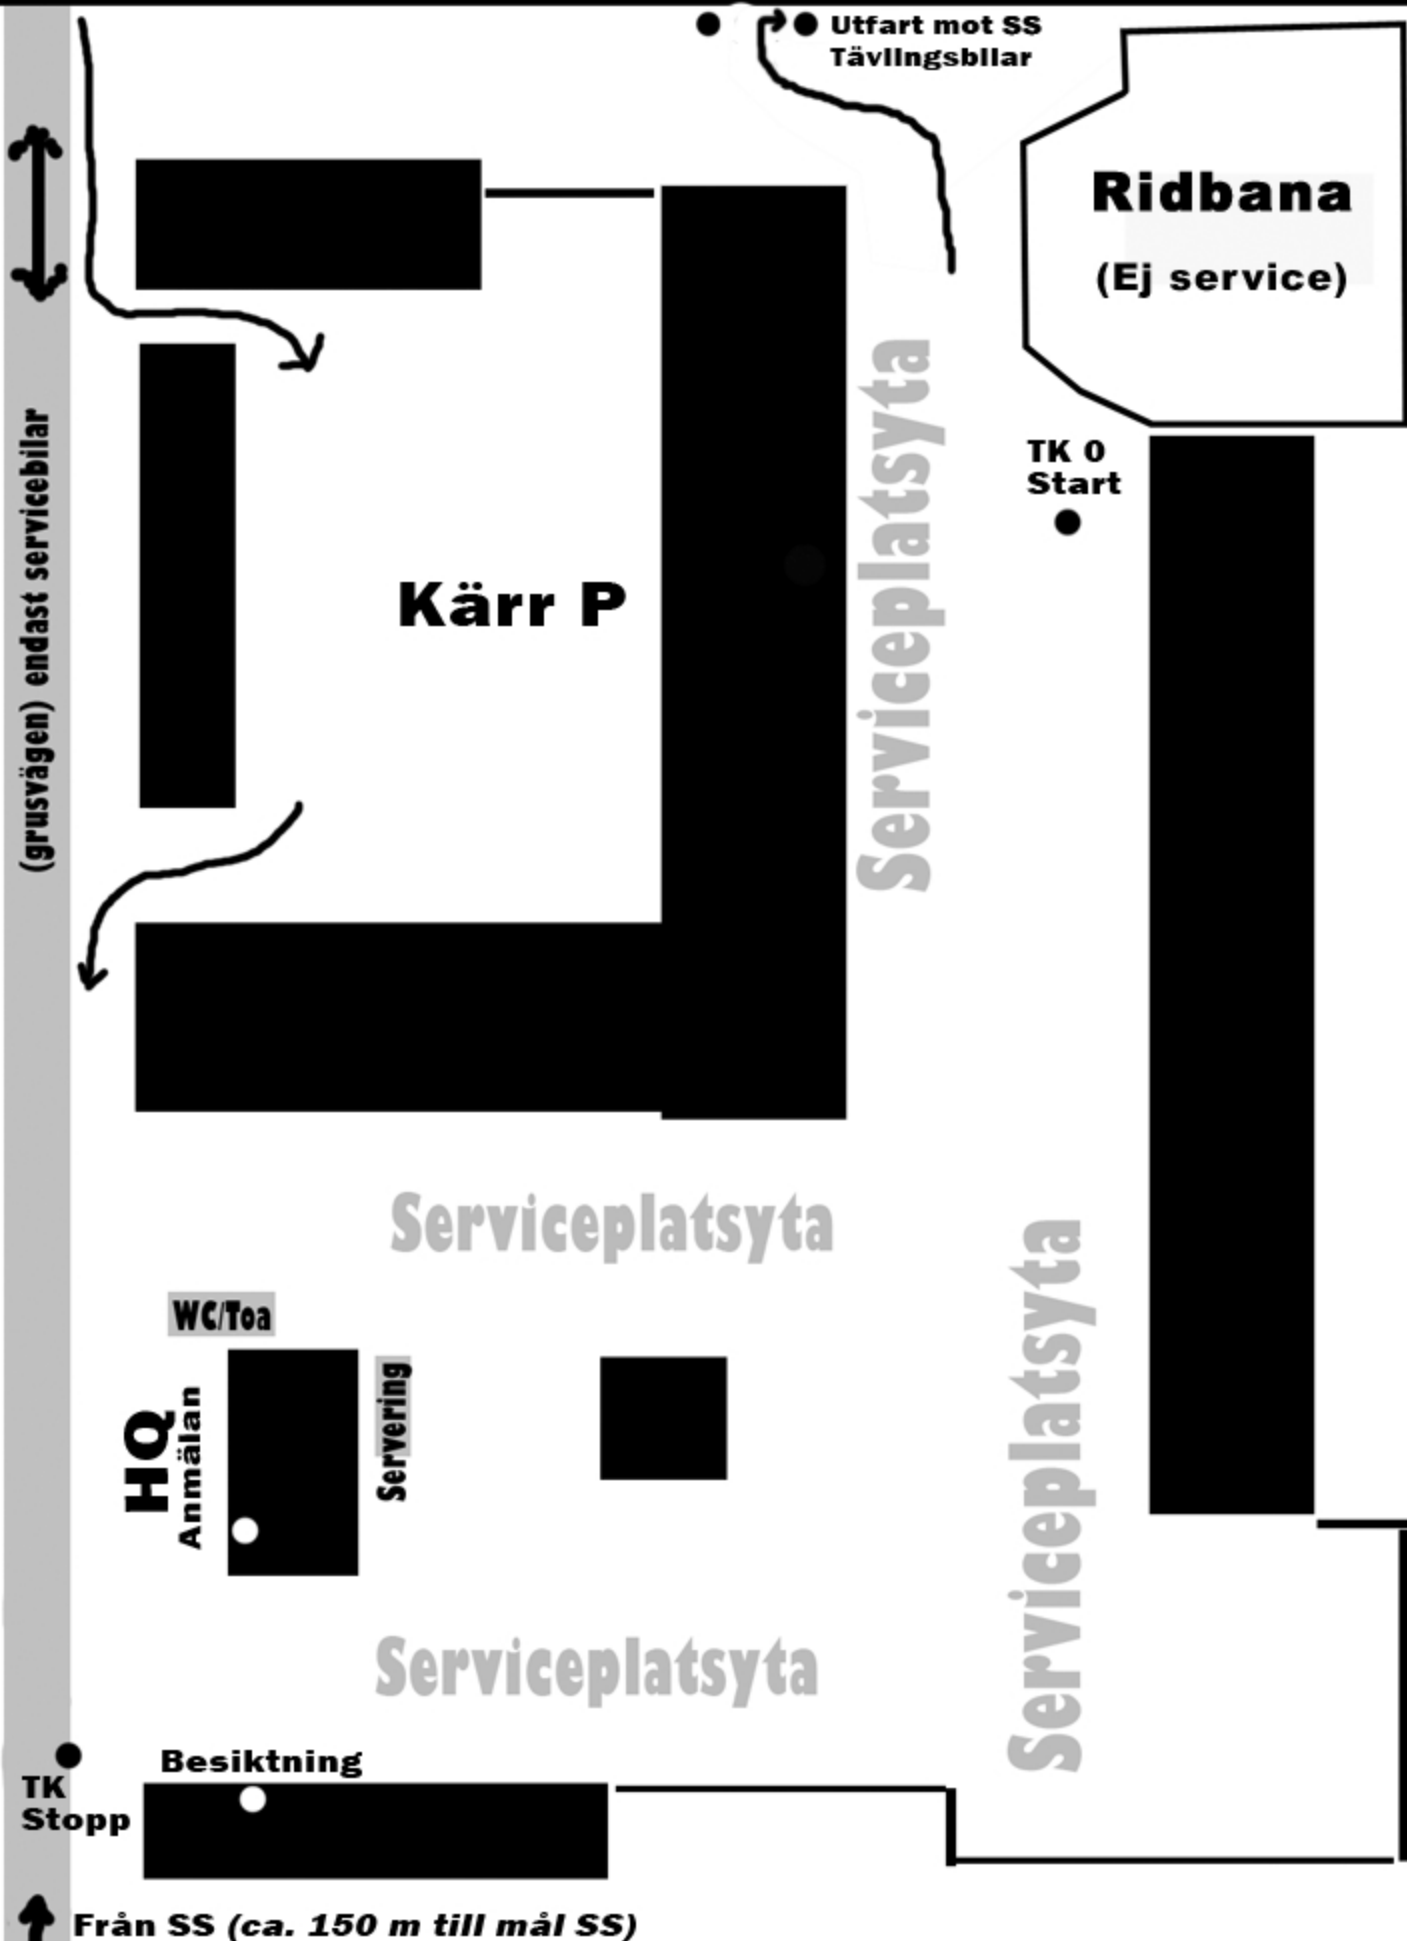 Utfart mot SS
Tävlingsbilar
Ridbana
(Ej service)
(grusvägen) endast servicebilar
TK 0
Start
Serviceplatsyta
Kärr P
Serviceplatsyta
Serviceplatsyta
WC/Toa
HQ
Anmälan
Servering
Serviceplatsyta
Besiktning
TK
Stopp
Från SS (ca. 150 m till mål SS)